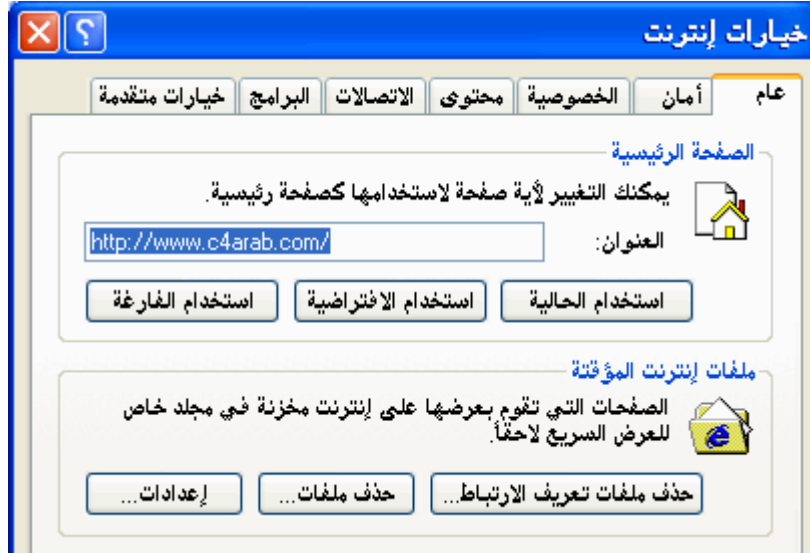 خيارات إنترنت
عام
أمان
الخصوصية
محتوى
الاتصالات
البرامج
خيارات متقدمة
الصفحة الرئيسية
يمكنك التغيير لأية صفحة لاستخدامها كصفحة رئيسية.
العنوان: http://www.c4arab.com/
استخدام الحالية
استخدام الافتراضية
استخدام الفارغة
ملفات إنترنت المؤقتة
الصفحات التي تقوم بعرضها على إنترنت مخزنة في مجلد خاص
للعرض السريع لاحقاً.
حذف ملفات تعريف الارتباط...
حذف ملفات...
إعدادات...